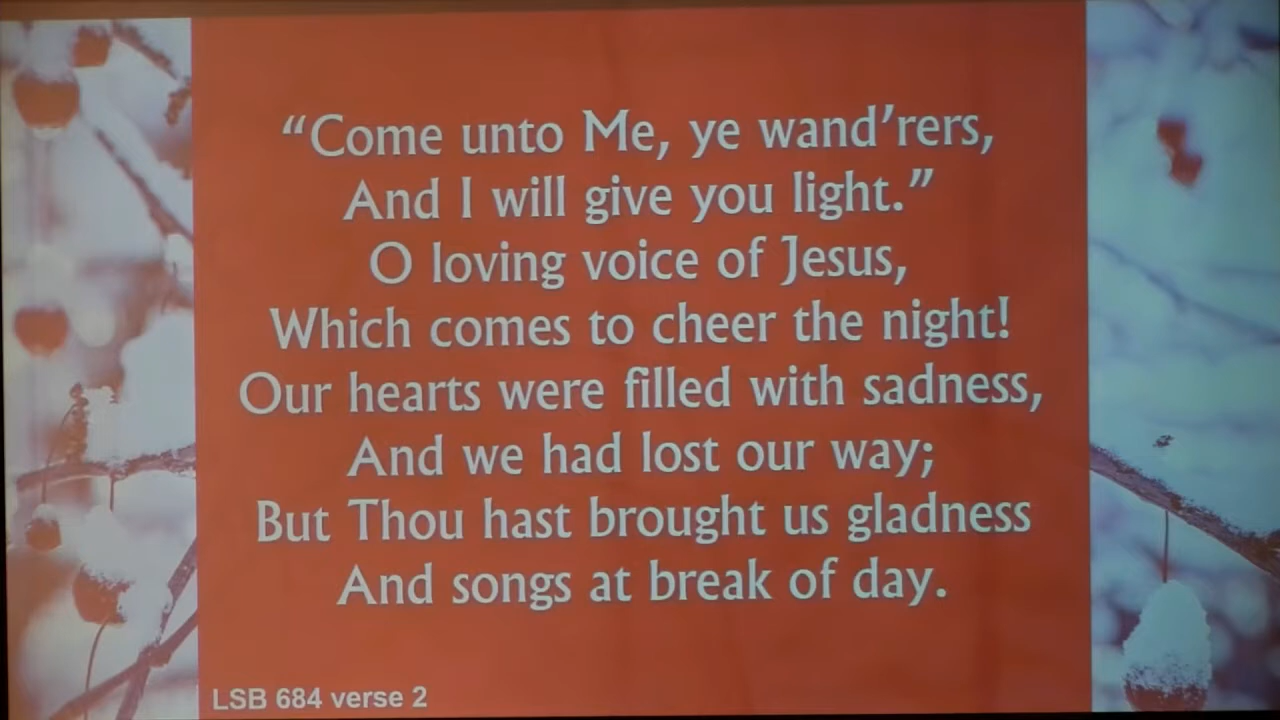 “Come unto Me, ye wand’rers,
And I will give you light.”
O loving voice of Jesus,
Which comes to cheer the night!
Our hearts were filled with sadness,
And we had lost our way;
But Thou hast brought us gladness
And songs at break of day.
LSB 684 verse 2